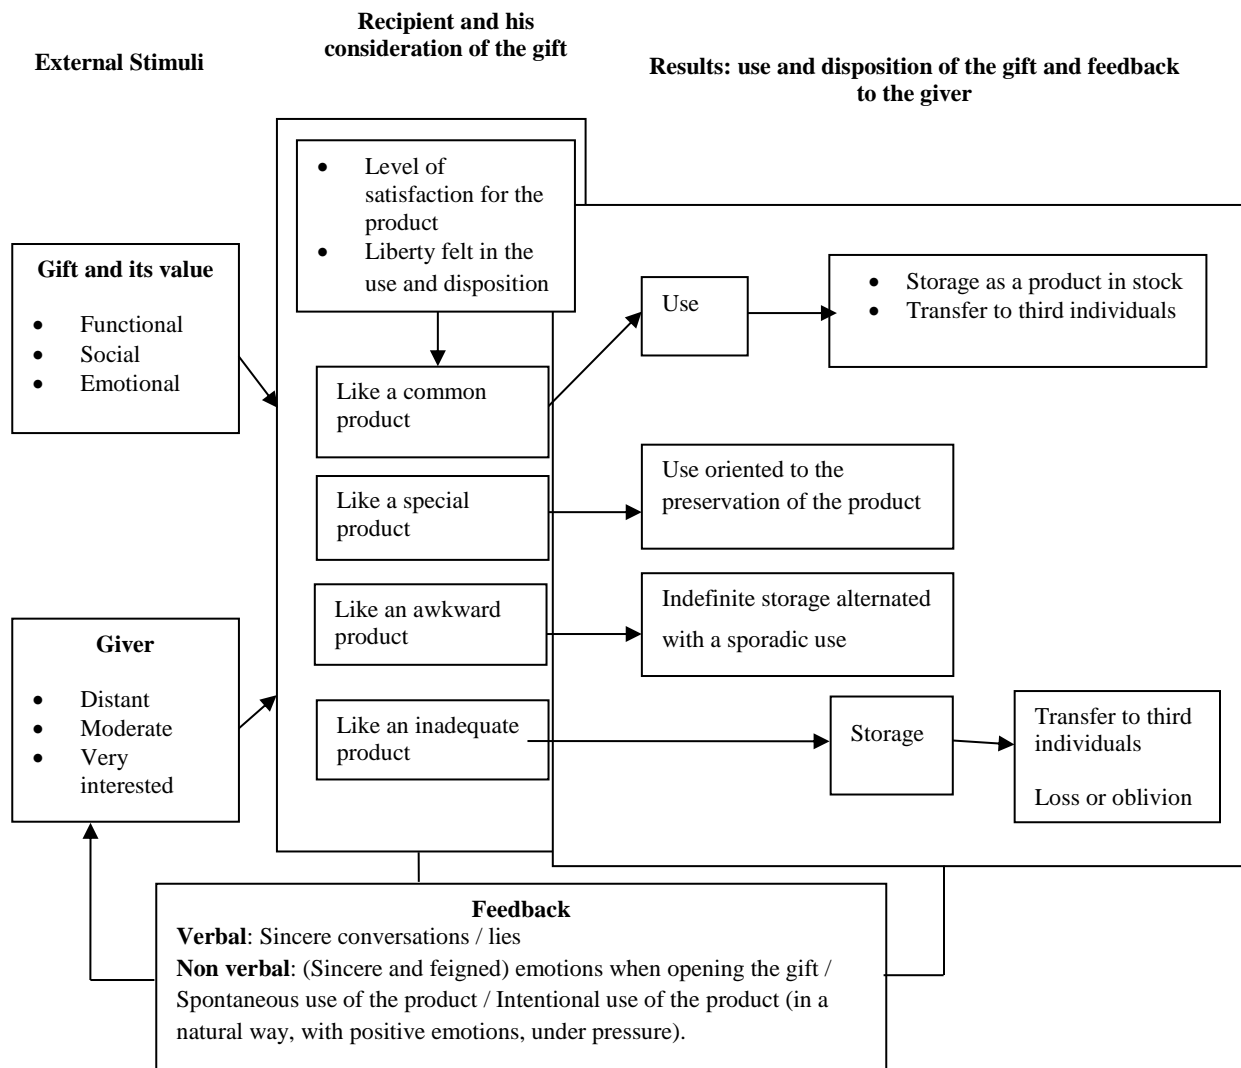 External Stimuli
Recipient and his
consideration of the gift
Results: use and disposition of the gift and feedback
to the giver
• Level of
satisfaction for the
product
• Liberty felt in the
use and disposition
Gift and its value
• Functional
• Social
• Emotional
Use
• Storage as a product in stock
• Transfer to third individuals
Like a common
product
Like a special
product
Use oriented to the
preservation of the product
Like an awkward
product
Indefinite storage alternated
with a sporadic use
Giver
• Distant
• Moderate
• Very
interested
Like an inadequate
product
Storage
Transfer to third
individuals
Loss or oblivion
Feedback
Verbal: Sincere conversations / lies
Non verbal: (Sincere and feigned) emotions when opening the gift /
Spontaneous use of the product / Intentional use of the product (in a
natural way, with positive emotions, under pressure).